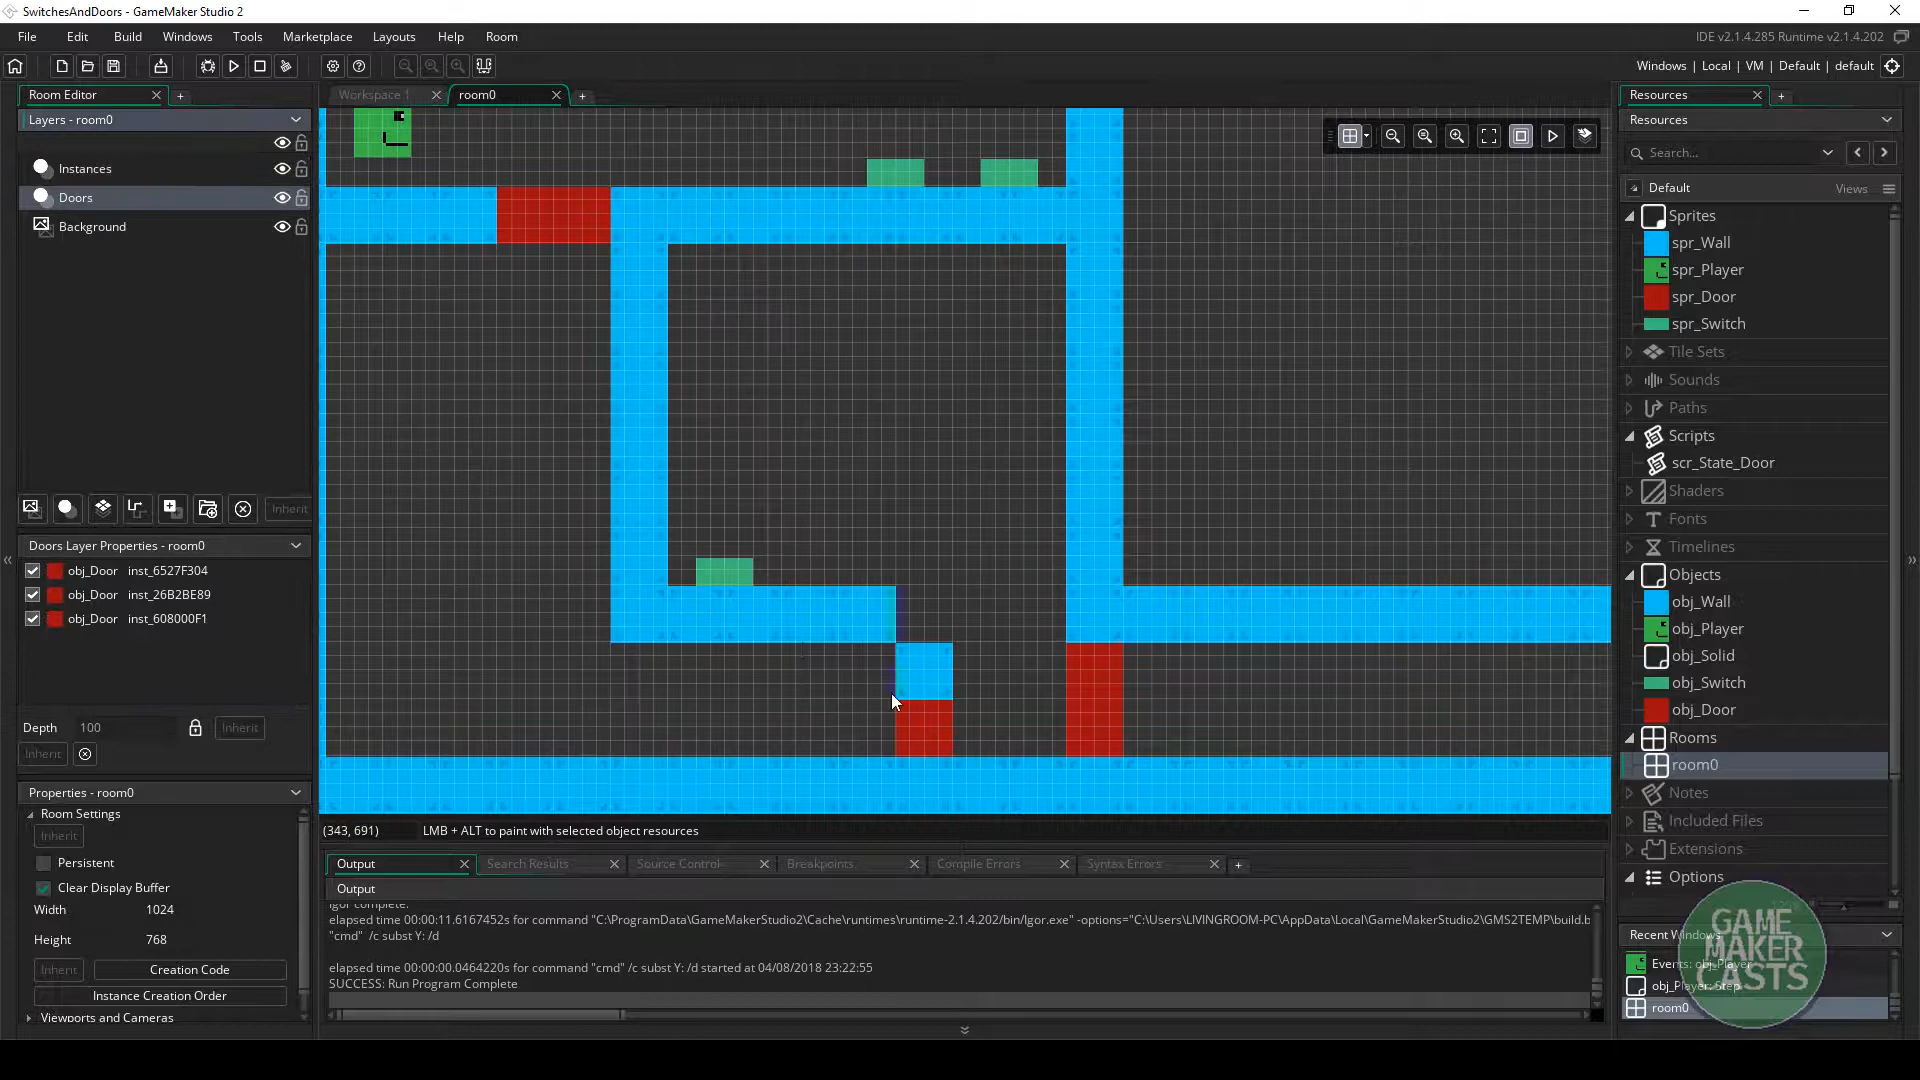 SwitchesAndDoors - GameMaker Studio 2
File Edit Build Windows Tools Marketplace Layouts Help Room
IDE v2.1.4.285 Runtime v2.1.4.202
Windows | Local | VM | Default | default
Room Editor
Workspace 1
room0
Resources
Layers - room0
Resources
Search...
Instances
Doors
Background
Default
Views
Sprites
spr_Wall
spr_Player
spr_Door
spr_Switch
Tile Sets
Sounds
Paths
Scripts
scr_State_Door
Shaders
Fonts
Timelines
Objects
obj_Wall
obj_Player
obj_Solid
obj_Switch
obj_Door
Rooms
room0
Notes
Included Files
Extensions
Options
Inherit
Doors Layer Properties - room0
obj_Door inst_6527F304
obj_Door inst_26B2BE89
obj_Door inst_608000F1
Depth 100 Inherit
Inherit
Properties - room0
Room Settings
Inherit
Persistent
Clear Display Buffer
Width 1024
Height 768
Inherit Creation Code
Instance Creation Order
Viewports and Cameras
(343, 691) LMB + ALT to paint with selected object resources
Output Search Results Source Control Breakpoints Compile Errors Syntax Errors
Output
Igor complete.
elapsed time 00:00:11.6167452s for command "C:\ProgramData\GameMakerStudio2\Cache\runtimes\runtime-2.1.4.202/bin/Igor.exe" -options="C:\Users\LIVINGROOM-PC\AppData\Local\GameMakerStudio2\GMS2TEMP\build.b
"cmd" /c subst Y: /d
elapsed time 00:00:00.0464220s for command "cmd" /c subst Y: /d started at 04/08/2018 23:22:55
SUCCESS: Run Program Complete
Recent Windows
Events: obj_Player
obj_Player: Step
room0
GAME
MAKER
CASTS